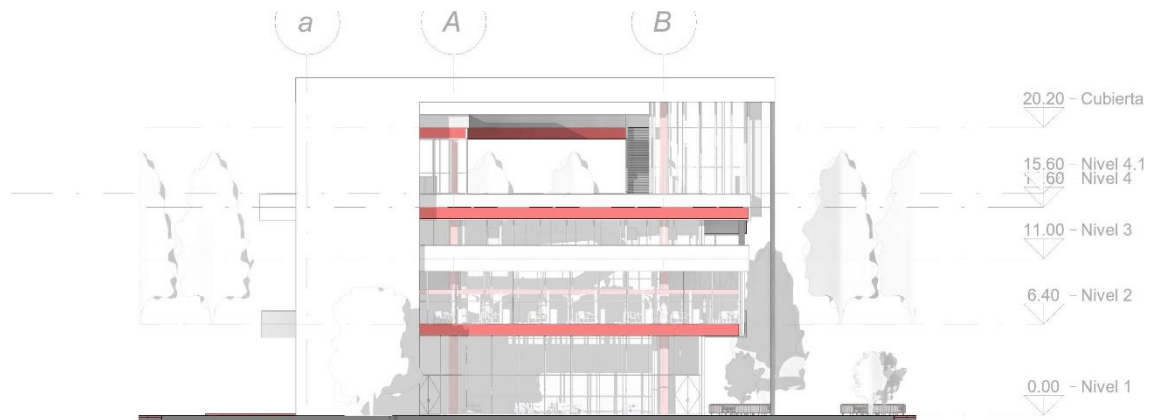 a A B
20.20 - Cubierta
15.60 - Nivel 4.1
.60 Nivel 4
11.00 - Nivel 3
6.40 - Nivel 2
0.00 - Nivel 1